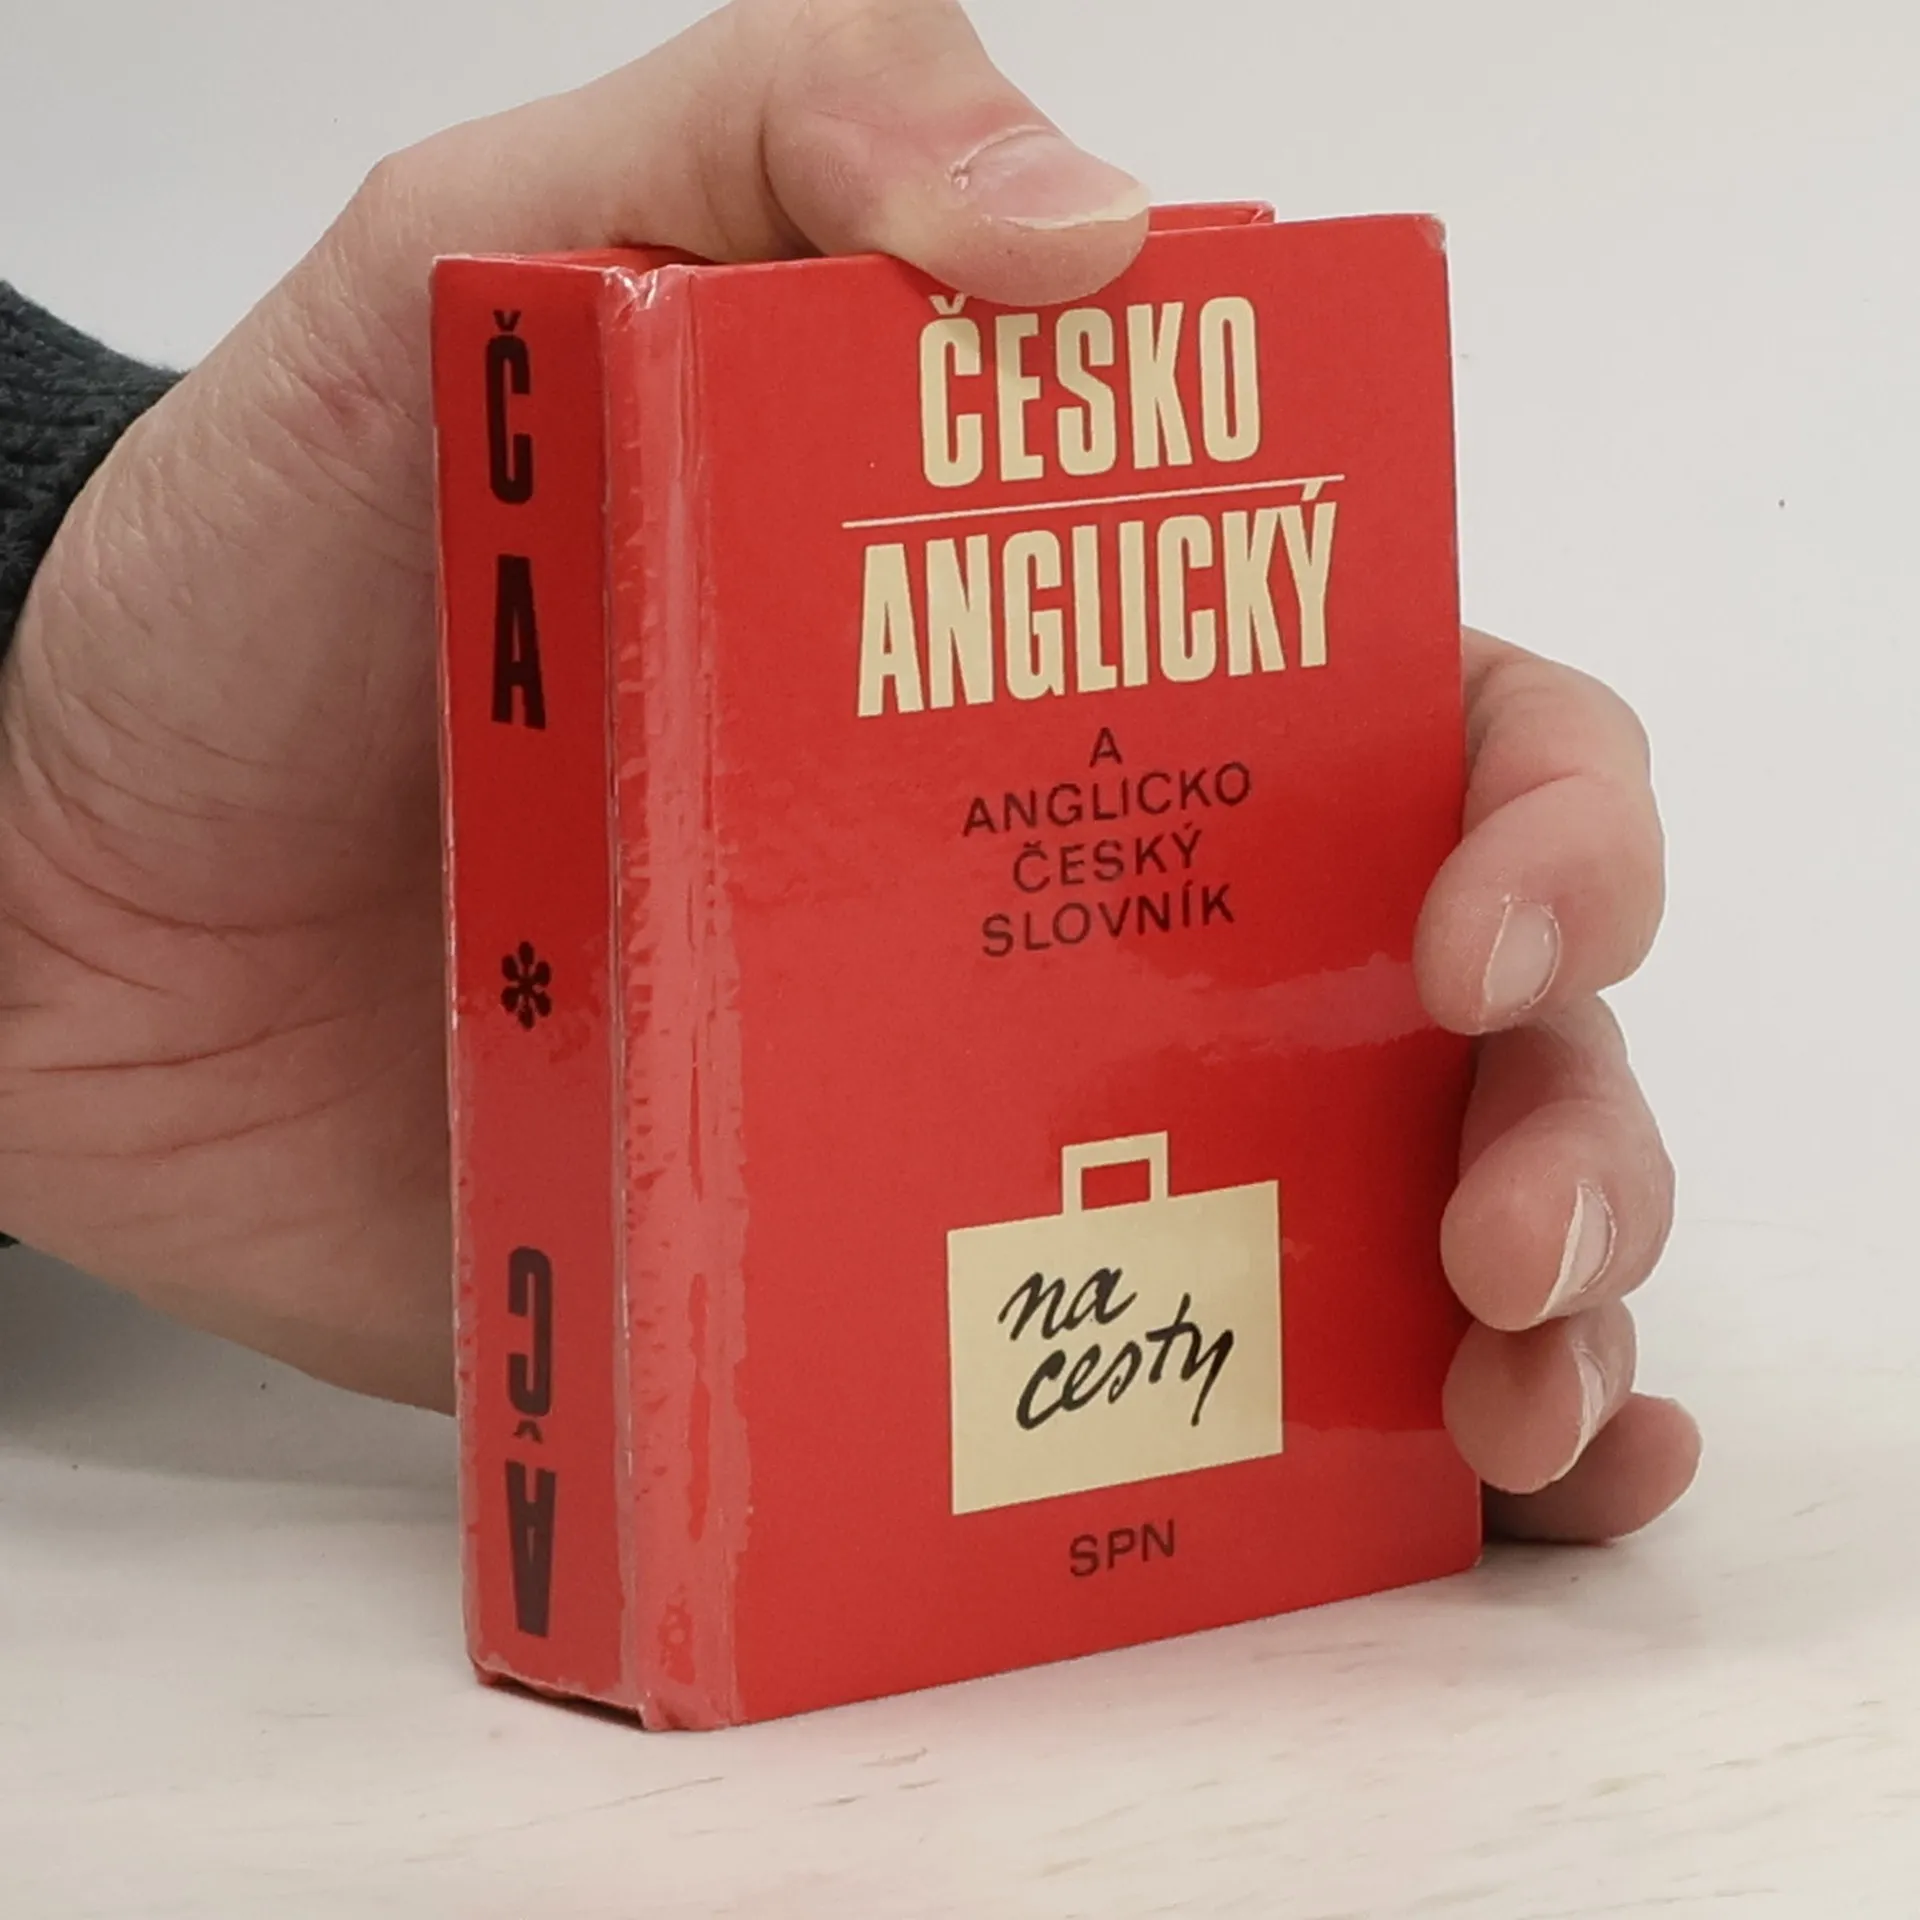 Č A * Č A
ČESKO
ANGLICKÝ
A
ANGLICKO
ČESKÝ
SLOVNÍK
na
cesty
SPN